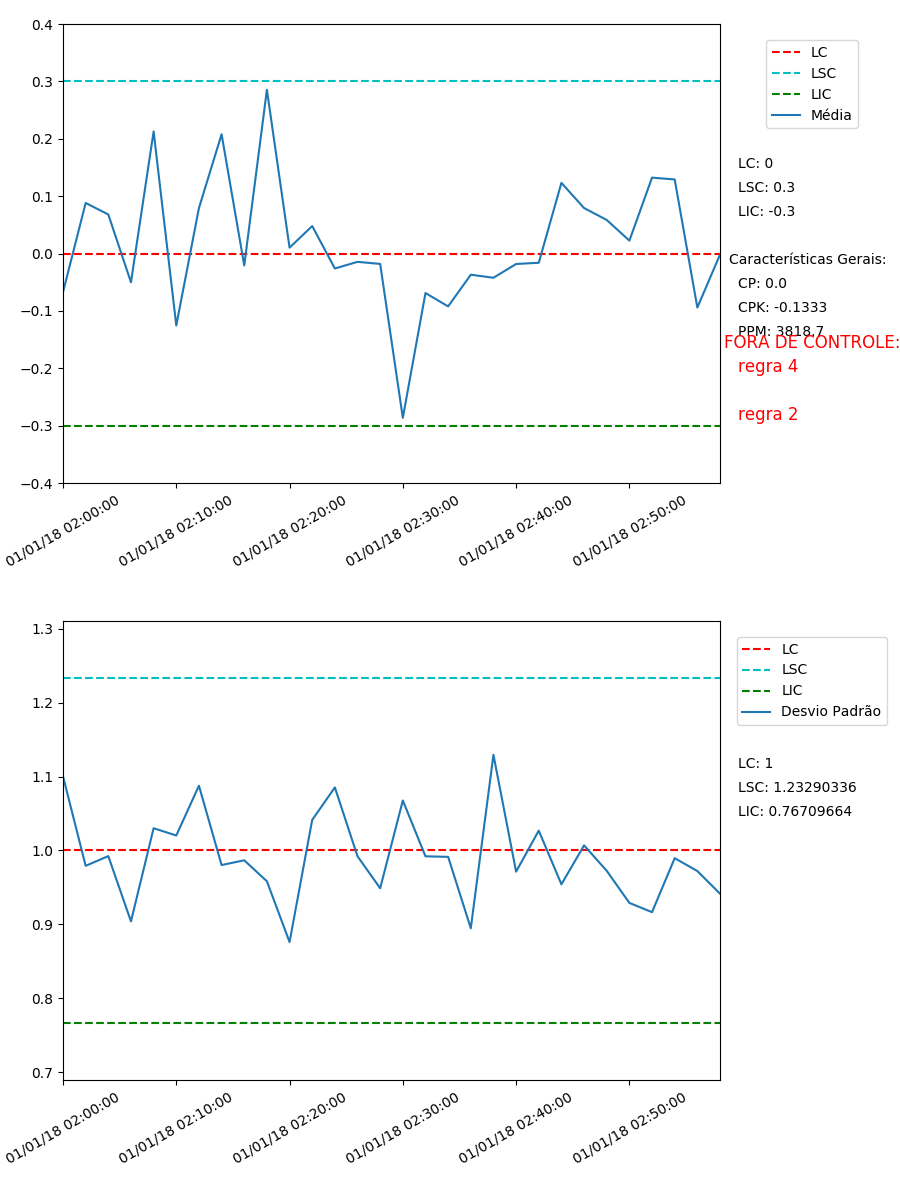 0.4
0.3
0.2
0.1
0.0
−0.1
−0.2
−0.3
−0.4
01/01/18 02:00:00
01/01/18 02:10:00
01/01/18 02:20:00
01/01/18 02:30:00
01/01/18 02:40:00
01/01/18 02:50:00
LC
LSC
LIC
Média
LC: 0
LSC: 0.3
LIC: -0.3
Características Gerais:
CP: 0.0
CPK: -0.1333
PPM: 3818.7
FORA DE CONTROLE:
regra 4
regra 2
1.3
1.2
1.1
1.0
0.9
0.8
0.7
01/01/18 02:00:00
01/01/18 02:10:00
01/01/18 02:20:00
01/01/18 02:30:00
01/01/18 02:40:00
01/01/18 02:50:00
LC
LSC
LIC
Desvio Padrão
LC: 1
LSC: 1.23290336
LIC: 0.76709664